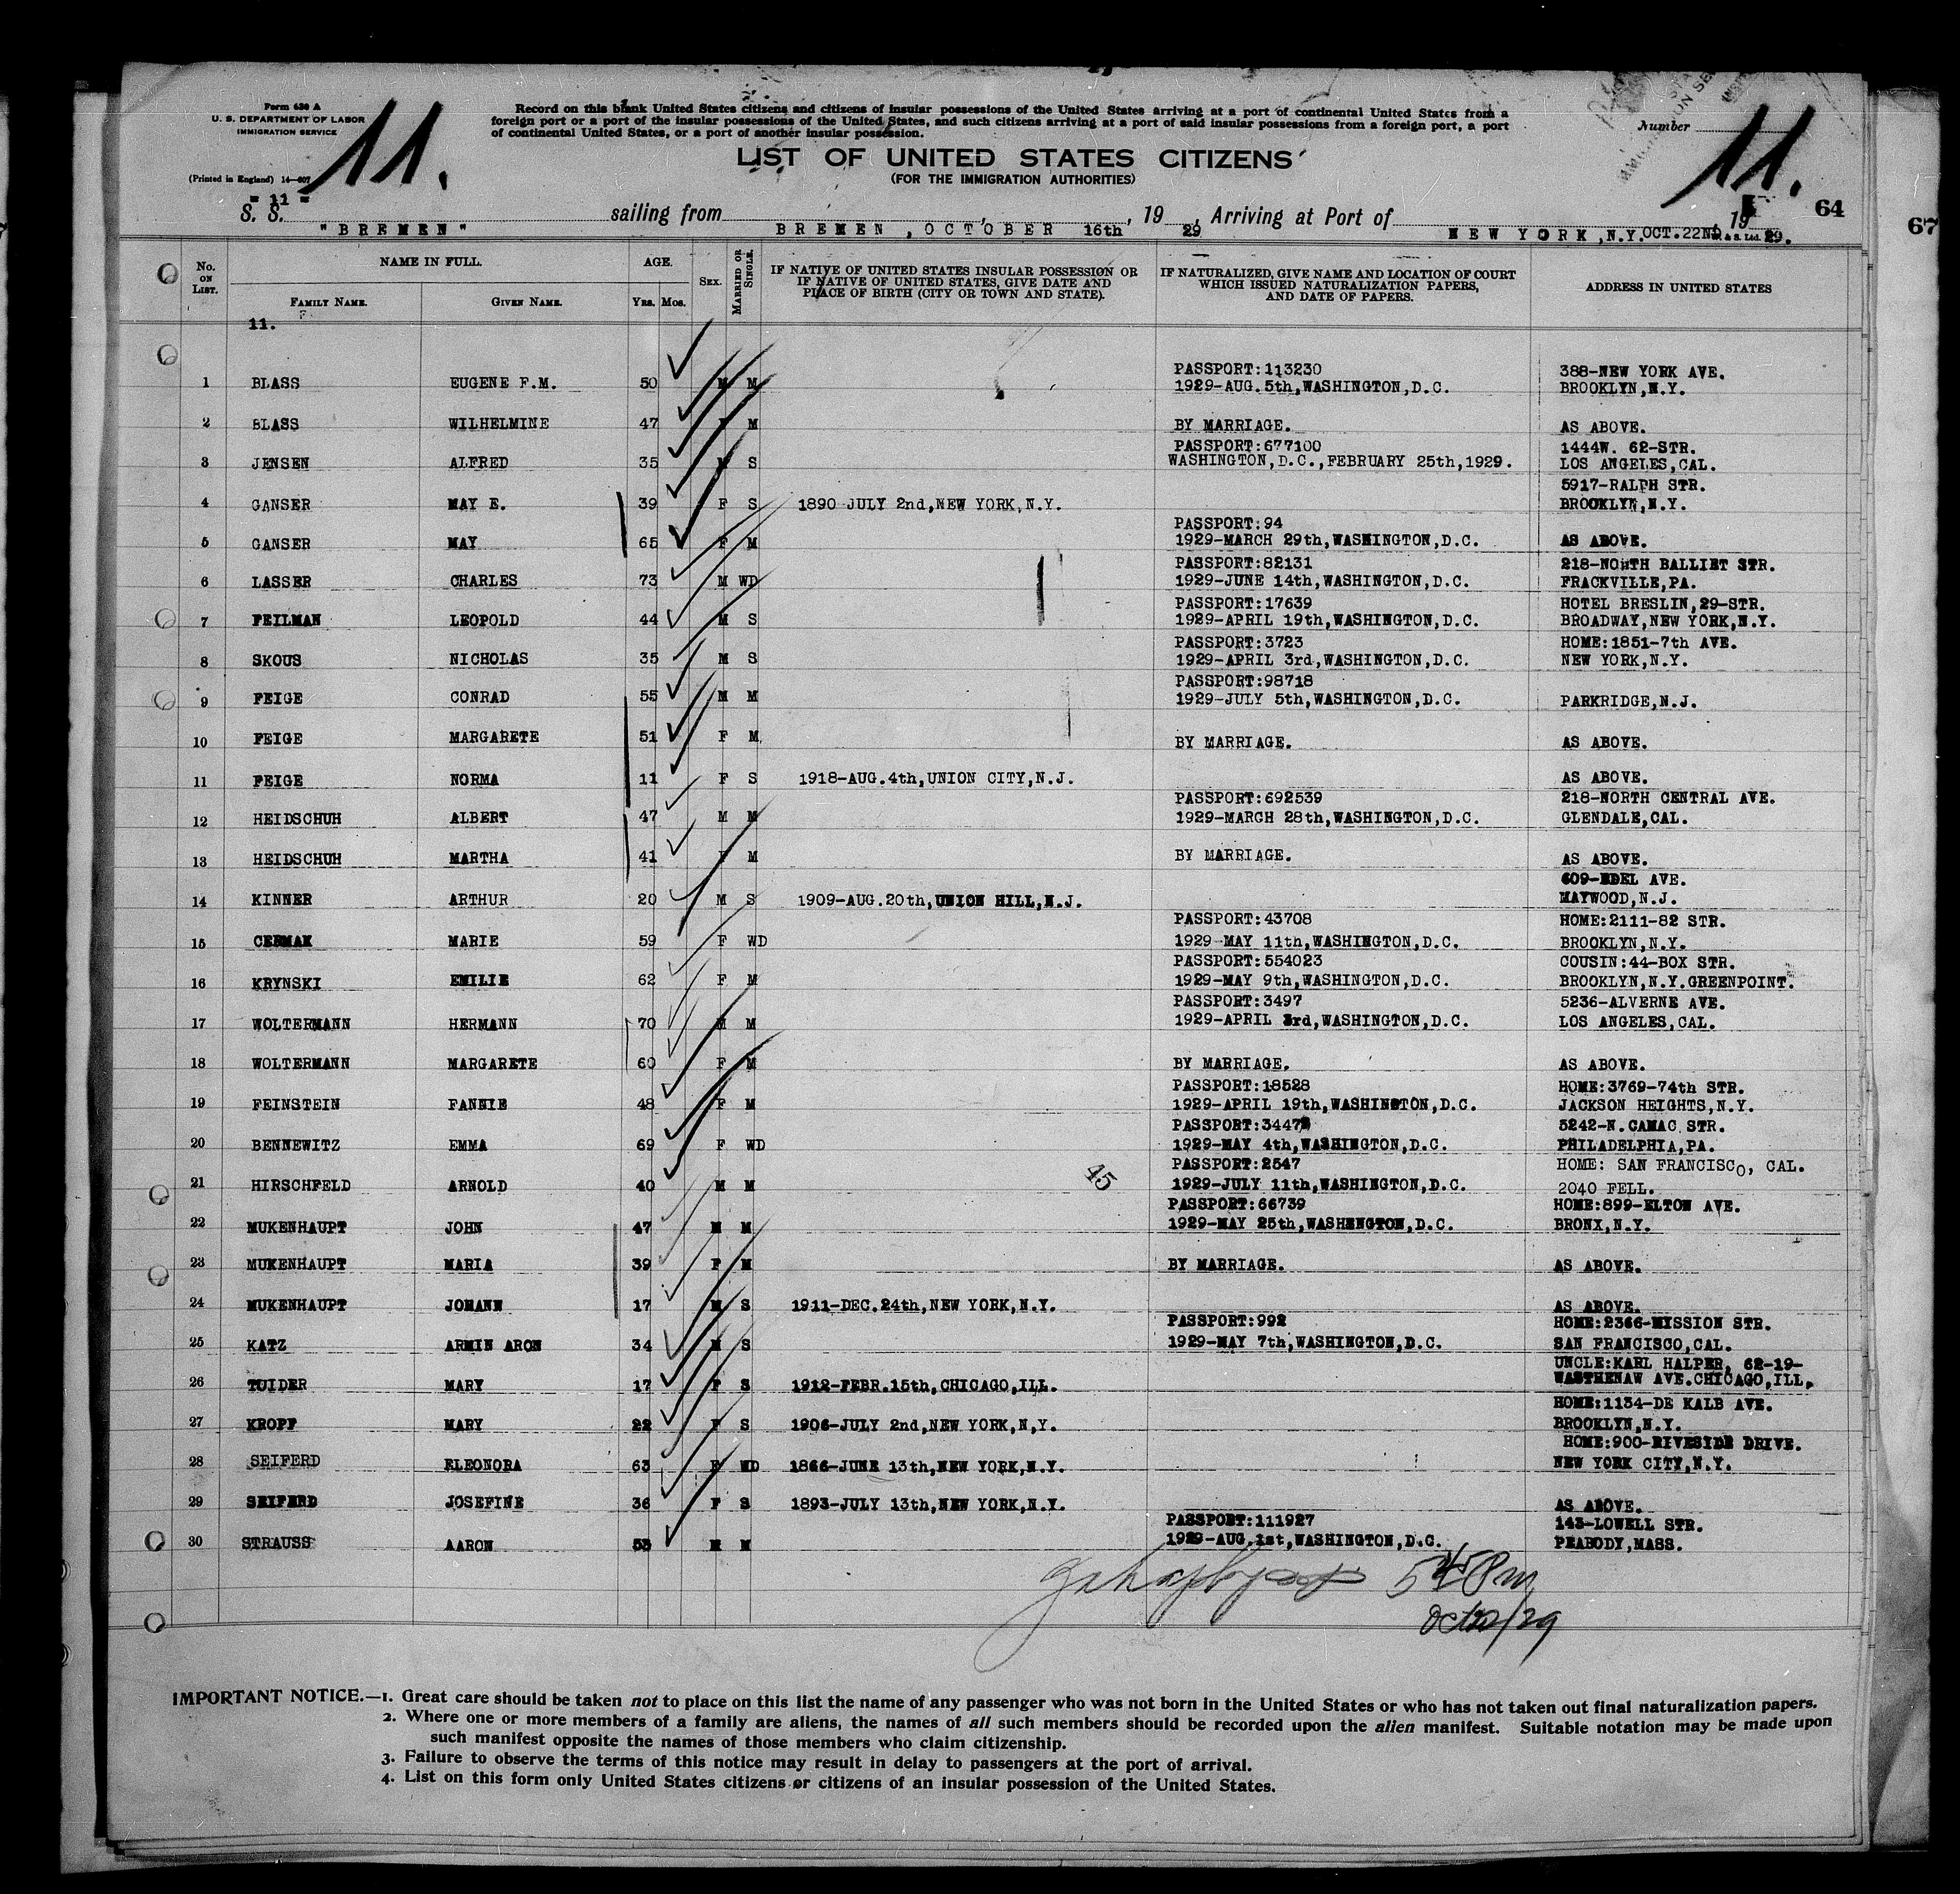 Form 630 A
U. S. DEPARTMENT OF LABOR
IMMIGRATION SERVICE
(Printed in England) 14—607
11.
Record on this blank United States citizens and citizens of insular possessions of the United States arriving at a port of continental United States from a
foreign port or a port of the insular possessions of the United States, and such citizens arriving at a port of said insular possessions from a foreign port, a port
of continental United States, or a port of another insular possession.
LIST OF UNITED STATES CITIZENS
(FOR THE IMMIGRATION AUTHORITIES)
Number
11.
64
67
- 11 -
S. S. "BREMEN" sailing from BREMEN, OCTOBER 16th, 1929, Arriving at Port of NEW YORK, N.Y. OCT. 22ND 1929.
No. ON LIST. NAME IN FULL. AGE. SEX. MARRIED OR SINGLE. IF NATIVE OF UNITED STATES INSULAR POSSESSION OR IF NATIVE OF UNITED STATES, GIVE DATE AND PLACE OF BIRTH (CITY OR TOWN AND STATE). IF NATURALIZED, GIVE NAME AND LOCATION OF COURT WHICH ISSUED NATURALIZATION PAPERS, AND DATE OF PAPERS. ADDRESS IN UNITED STATES
FAMILY NAME. GIVEN NAME. YRS. MOS.
11.
PASSPORT:113230 388-NEW YORK AVE.
1 BLASS EUGENE F.M. 50 M M 1929-AUG.5th,WASHINGTON,D.C. BROOKLYN,N.Y.
2 BLASS WILHELMINE 47 F M BY MARRIAGE. AS ABOVE.
PASSPORT:677100 1444W. 62-STR.
3 JENSEN ALFRED 35 M S WASHINGTON,D.C.,FEBRUARY 25th,1929. LOS ANGELES,CAL.
5917-RALPH STR.
4 GANSER MAY E. 39 F S 1890 JULY 2nd,NEW YORK,N.Y. BROOKLYN,N.Y.
PASSPORT:94
5 GANSER MAY 65 F M 1929-MARCH 29th,WASHINGTON,D.C. AS ABOVE.
PASSPORT:82131 218-NORTH BALLIET STR.
6 LASSER CHARLES 73 M WD 1929-JUNE 14th,WASHINGTON,D.C. FRACKVILLE,PA.
PASSPORT:17639 HOTEL BRESLIN,29-STR.
7 FEILMAN LEOPOLD 44 M S 1929-APRIL 19th,WASHINGTON,D.C. BROADWAY,NEW YORK,N.Y.
PASSPORT:3723 HOME:1851-7th AVE.
8 SKOUS NICHOLAS 35 M S 1929-APRIL 3rd,WASHINGTON,D.C. NEW YORK,N.Y.
PASSPORT:98718
9 FEIGE CONRAD 55 M M 1929-JULY 5th,WASHINGTON,D.C. PARKRIDGE,N.J.
10 FEIGE MARGARETE 51 F M BY MARRIAGE. AS ABOVE.
11 FEIGE NORMA 11 F S 1918-AUG.4th,UNION CITY,N.J. AS ABOVE.
PASSPORT:692539 218-NORTH CENTRAL AVE.
12 HEIDSCHUH ALBERT 47 M M 1929-MARCH 28th,WASHINGTON,D.C. GLENDALE,CAL.
13 HEIDSCHUH MARTHA 41 F M BY MARRIAGE. AS ABOVE.
609-EDEL AVE.
14 KINNER ARTHUR 20 M S 1909-AUG.20th,UNION HILL,N.J. MAYWOOD,N.J.
PASSPORT:43708 HOME:2111-82 STR.
15 CERMAK MARIE 59 F WD 1929-MAY 11th,WASHINGTON,D.C. BROOKLYN,N.Y.
PASSPORT:554023 COUSIN:44-BOX STR.
16 KRYNSKI EMILIE 62 F M 1929-MAY 9th,WASHINGTON,D.C. BROOKLYN,N.Y.GREENPOINT.
PASSPORT:3497 5236-ALVERNE AVE.
17 WOLTERMANN HERMANN 70 M M 1929-APRIL 3rd,WASHINGTON,D.C. LOS ANGELES,CAL.
18 WOLTERMANN MARGARETE 60 F M BY MARRIAGE. AS ABOVE.
PASSPORT:18528 HOME:3769-74th STR.
19 FEINSTEIN FANNIE 48 F M 1929-APRIL 19th,WASHINGTON,D.C. JACKSON HEIGHTS,N.Y.
PASSPORT:34473 5242-N.CAMAC STR.
20 BENNEWITZ EMMA 69 F WD 1929-MAY 4th,WASHINGTON,D.C. PHILADELPHIA,PA.
45 PASSPORT:2547 HOME: SAN FRANCISCO, CAL.
21 HIRSCHFELD ARNOLD 40 M M 1929-JULY 11th,WASHINGTON,D.C. 2040 FELL.
PASSPORT:66739 HOME:899-ELTON AVE.
22 MUKENHAUPT JOHN 47 M M 1929-MAY 25th,WASHINGTON,D.C. BRONX,N.Y.
23 MUKENHAUPT MARIA 39 F M BY MARRIAGE. AS ABOVE.
24 MUKENHAUPT JOHANN 17 M S 1911-DEC.24th,NEW YORK,N.Y. AS ABOVE.
PASSPORT:992 HOME:2366-MISSION STR.
25 KATZ ARMIN ARON 34 M S 1929-MAY 7th,WASHINGTON,D.C. SAN FRANCISCO,CAL.
UNCLE:KARL HALPER, 62-19-
26 TUIDER MARY 17 F S 1912-FEBR.15th,CHICAGO,ILL. WASTHENAW AVE.CHICAGO,ILL.
HOME:1134-DE KALB AVE.
27 KROPF MARY 22 F S 1906-JULY 2nd,NEW YORK,N,Y. BROOKLYN,N.Y.
HOME:900-RIVESIDE DRIVE.
28 SEIFERD ELEONORA 63 F WD 1866-JUNE 13th,NEW YORK,N.Y. NEW YORK CITY,N.Y.
29 SEIFERD JOSEFINE 36 F S 1893-JULY 13th,NEW YORK,N.Y. AS ABOVE.
PASSPORT:111927 143-LOWELL STR.
30 STRAUSS AARON 53 M M 1929-AUG.1st,WASHINGTON,D.C. PEABODY,MASS.
5 45 Pm
Oct 22/29
IMPORTANT NOTICE.—1. Great care should be taken not to place on this list the name of any passenger who was not born in the United States or who has not taken out final naturalization papers.
2. Where one or more members of a family are aliens, the names of all such members should be recorded upon the alien manifest. Suitable notation may be made upon
such manifest opposite the names of those members who claim citizenship.
3. Failure to observe the terms of this notice may result in delay to passengers at the port of arrival.
4. List on this form only United States citizens or citizens of an insular possession of the United States.